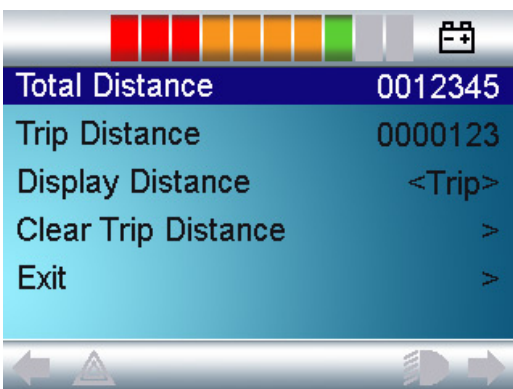 Total Distance 0012345
Trip Distance 0000123
Display Distance <Trip>
Clear Trip Distance >
Exit >